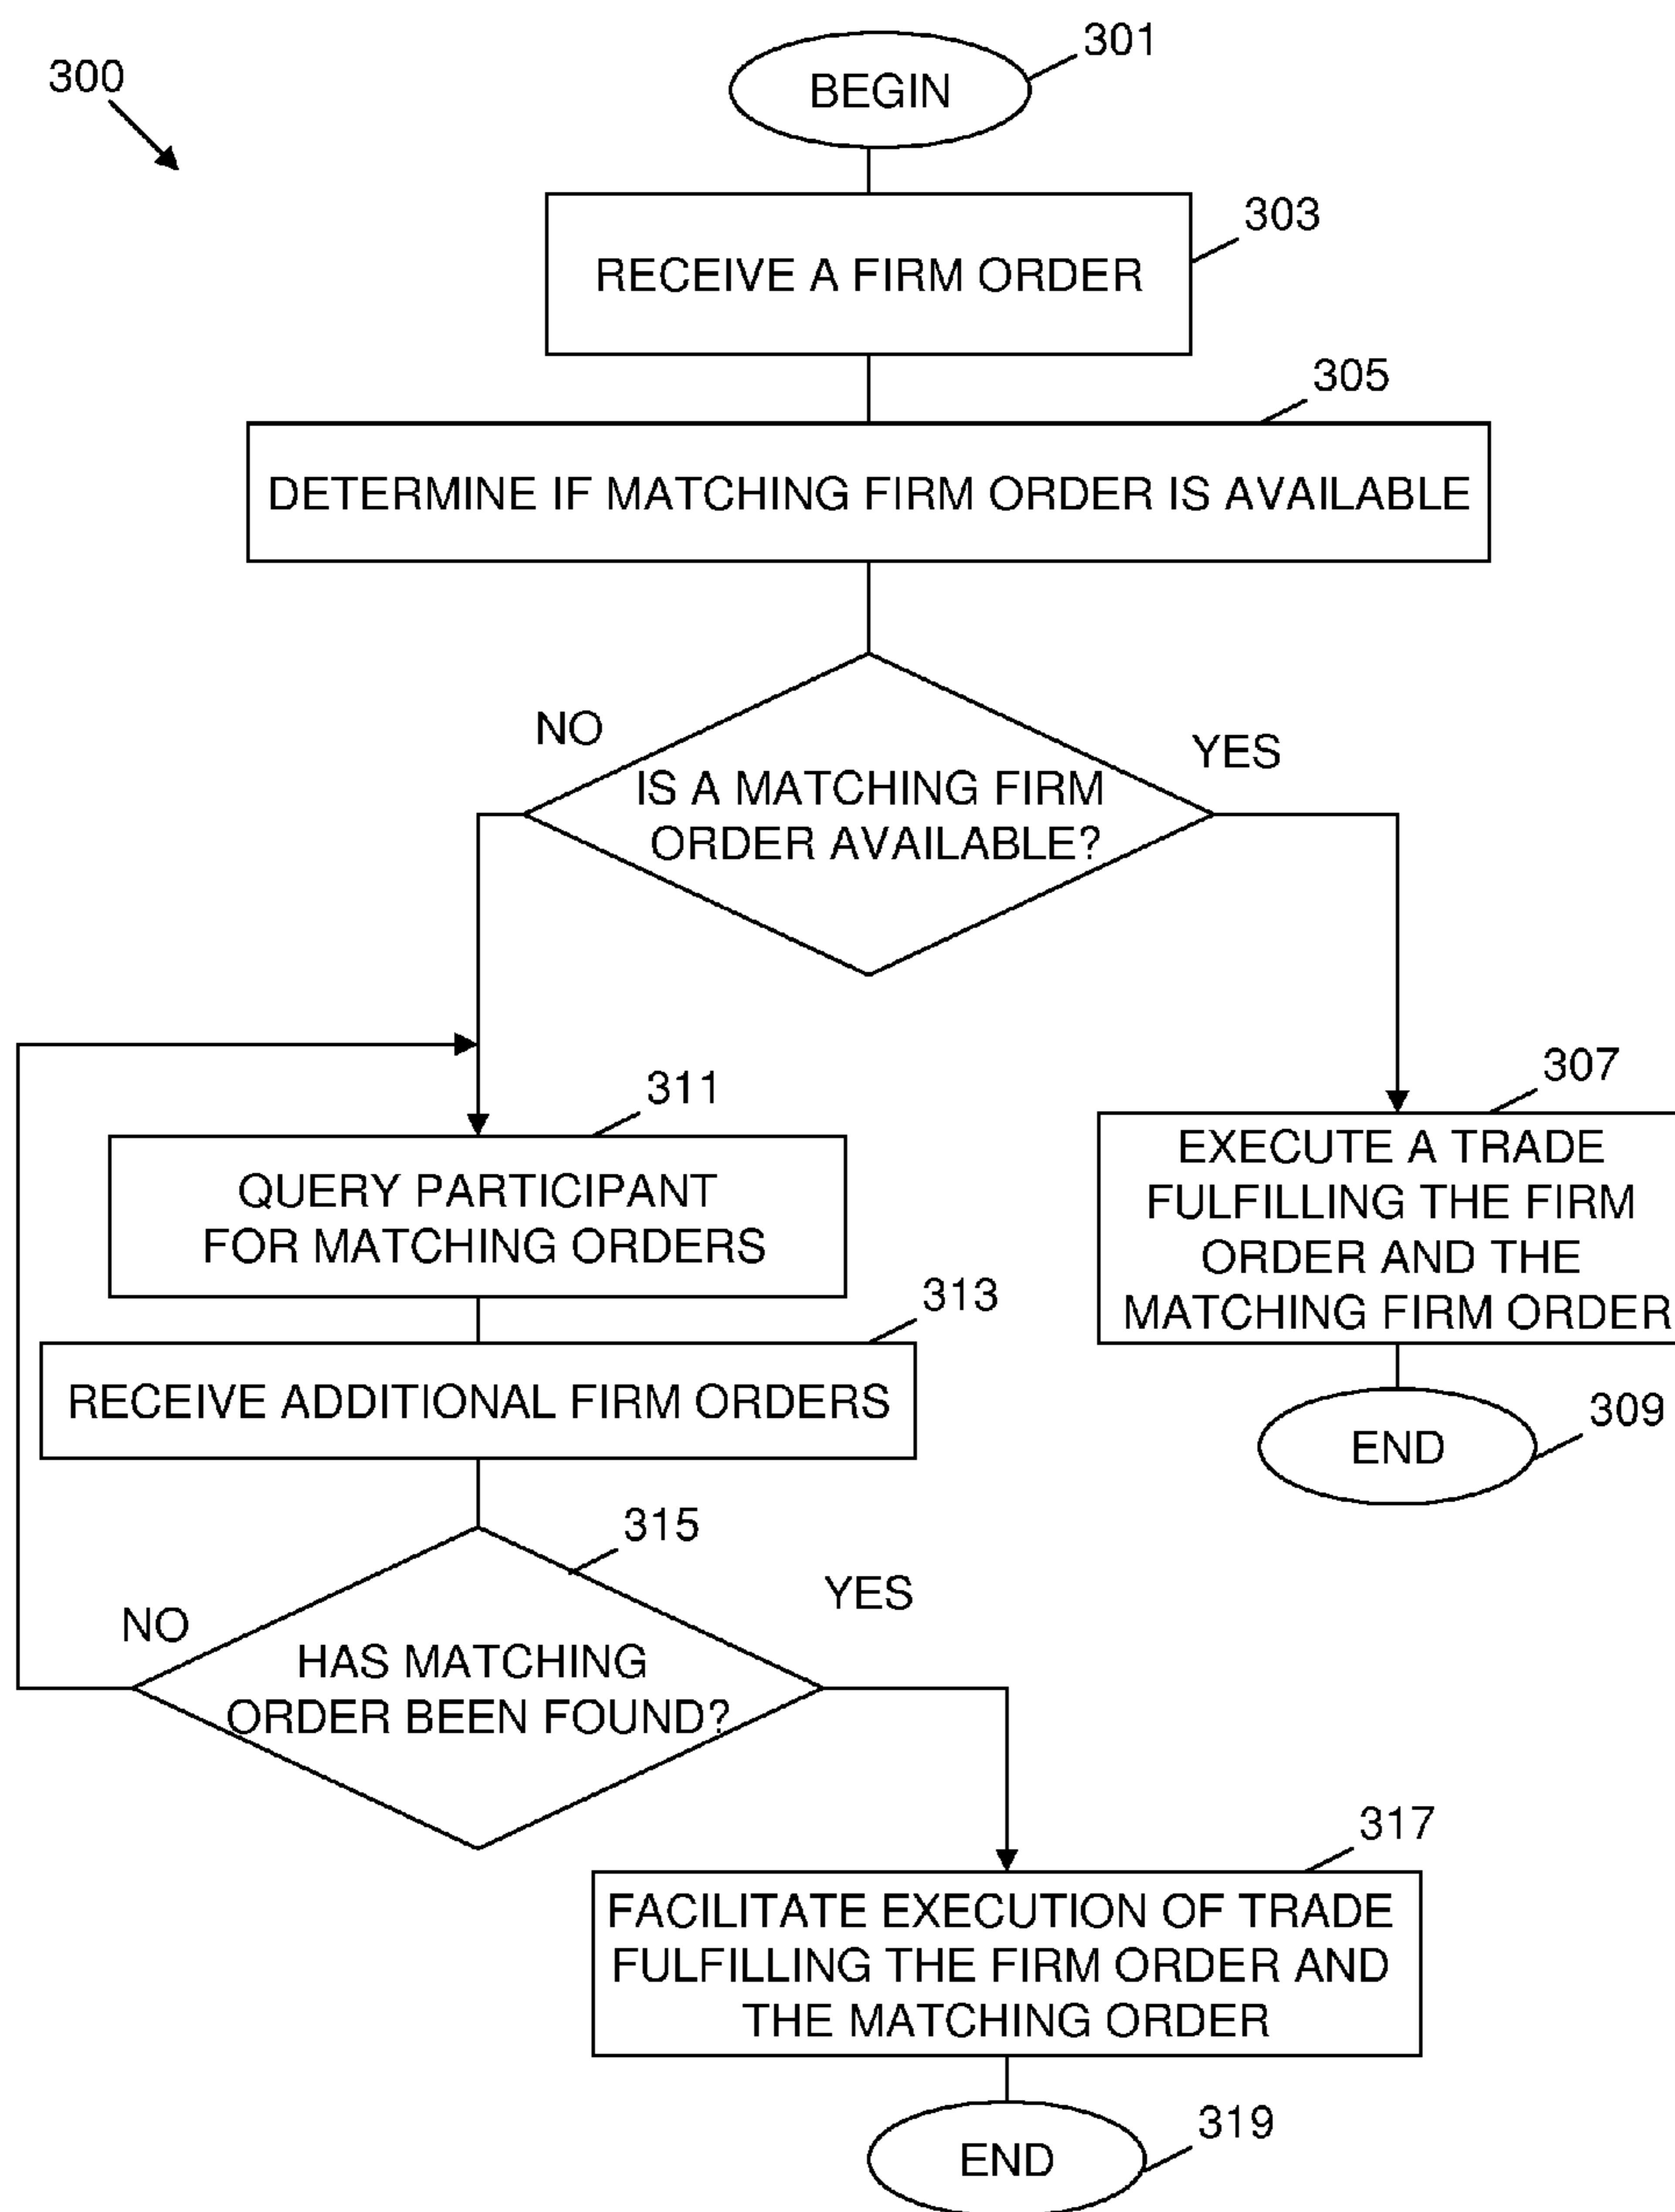 300
301
BEGIN
303
RECEIVE A FIRM ORDER
305
DETERMINE IF MATCHING FIRM ORDER IS AVAILABLE
NO
YES
IS A MATCHING FIRM
ORDER AVAILABLE?
311
QUERY PARTICIPANT
FOR MATCHING ORDERS
307
EXECUTE A TRADE
FULFILLING THE FIRM
ORDER AND THE
MATCHING FIRM ORDER
313
RECEIVE ADDITIONAL FIRM ORDERS
309
END
315
NO
YES
HAS MATCHING
ORDER BEEN FOUND?
317
FACILITATE EXECUTION OF TRADE
FULFILLING THE FIRM ORDER AND
THE MATCHING ORDER
319
END